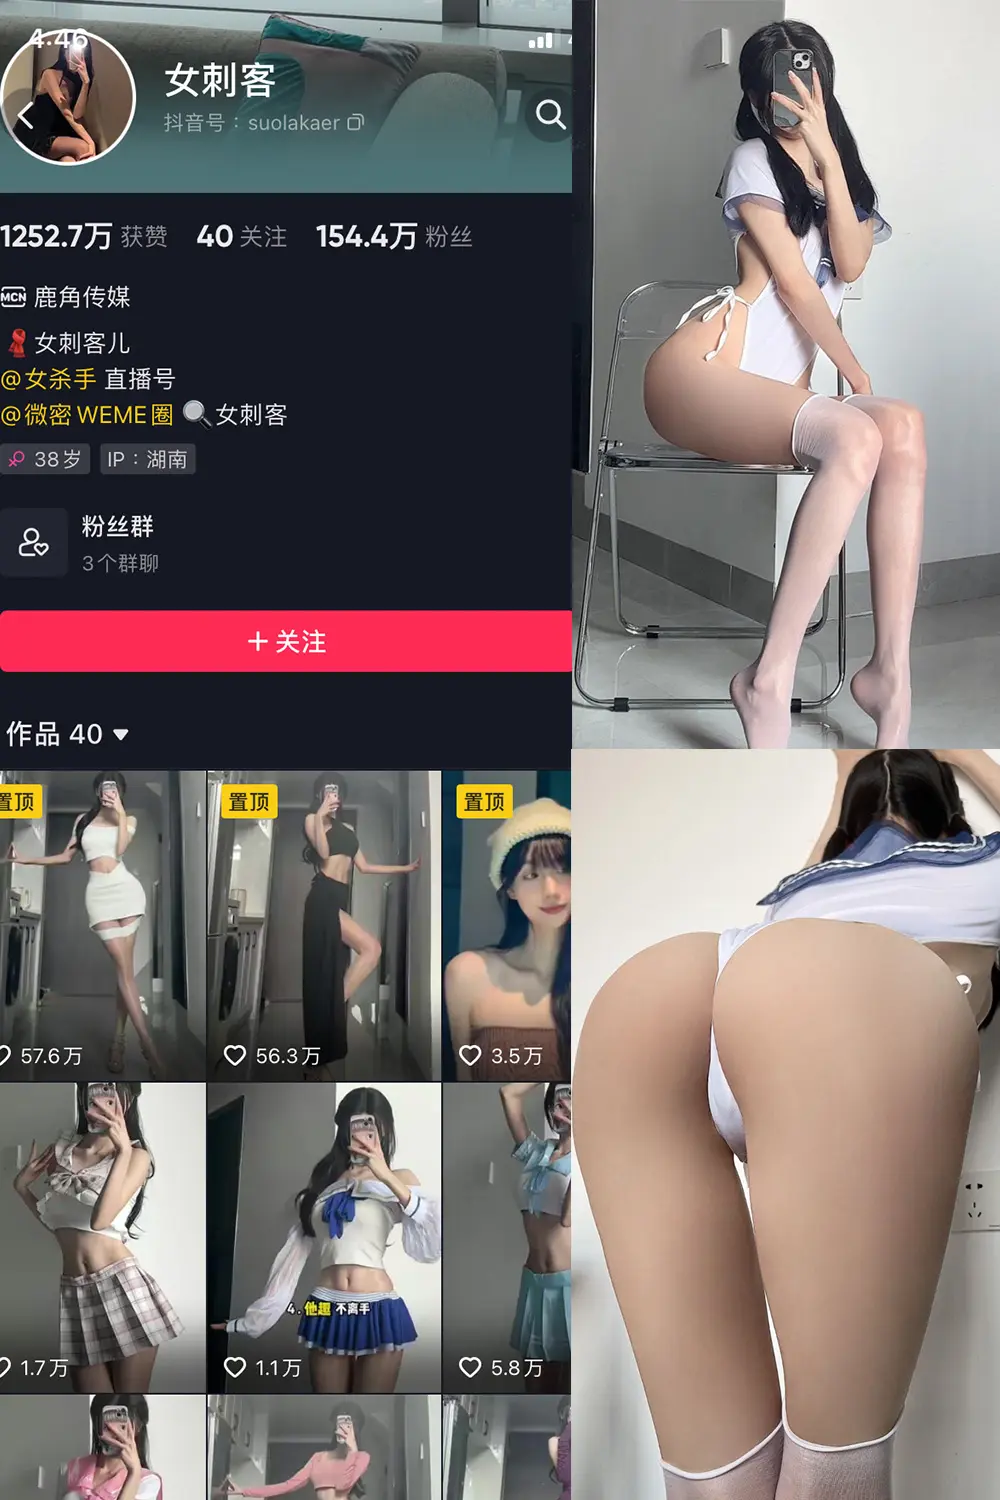 4:46
女刺客
抖音号：suolakaer
1252.7万 获赞 40 关注 154.4万 粉丝
MCN 鹿角传媒
女刺客儿
@女杀手 直播号
@微密WEME圈 女刺客
38岁 IP：湖南
粉丝群
3个群聊
+关注
作品 40
置顶 置顶 置顶
57.6万 56.3万 3.5万
4.他趣 不离手
1.7万 1.1万 5.8万